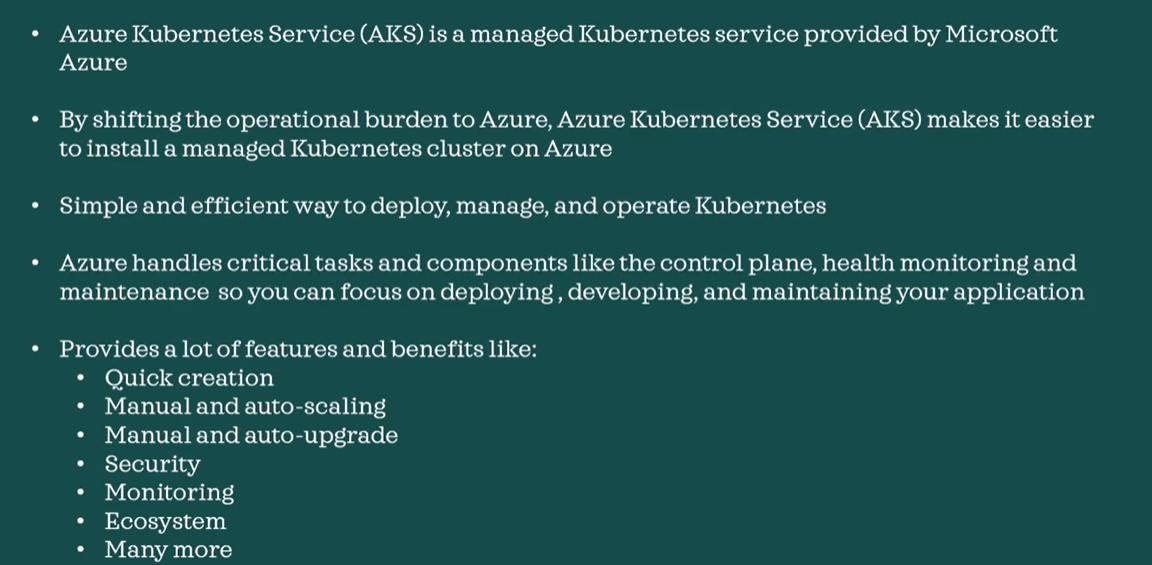 • Azure Kubernetes Service (AKS) is a managed Kubernetes service provided by Microsoft
Azure
• By shifting the operational burden to Azure, Azure Kubernetes Service (AKS) makes it easier
to install a managed Kubernetes cluster on Azure
• Simple and efficient way to deploy, manage, and operate Kubernetes
• Azure handles critical tasks and components like the control plane, health monitoring and
maintenance so you can focus on deploying , developing, and maintaining your application
• Provides a lot of features and benefits like:
• Quick creation
• Manual and auto-scaling
• Manual and auto-upgrade
• Security
• Monitoring
• Ecosystem
• Many more